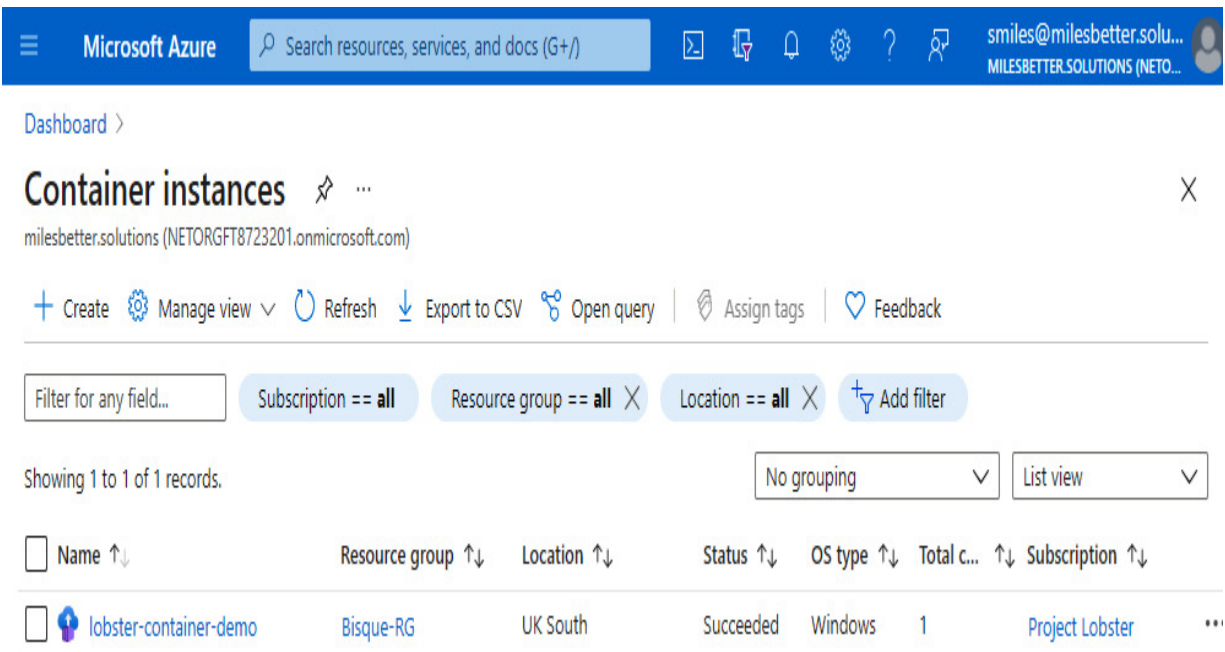 Microsoft Azure Search resources, services, and docs (G+/) smiles@milesbetter.solu...
MILESBETTER.SOLUTIONS (NETO...
Dashboard >
Container instances ...
milesbetter.solutions (NETORGFT8723201.onmicrosoft.com)
+ Create Manage view Refresh Export to CSV Open query Assign tags Feedback
Filter for any field... Subscription == all Resource group == all Location == all Add filter
Showing 1 to 1 of 1 records. No grouping List view
Name Resource group Location Status OS type Total c... Subscription
lobster-container-demo Bisque-RG UK South Succeeded Windows 1 Project Lobster ...